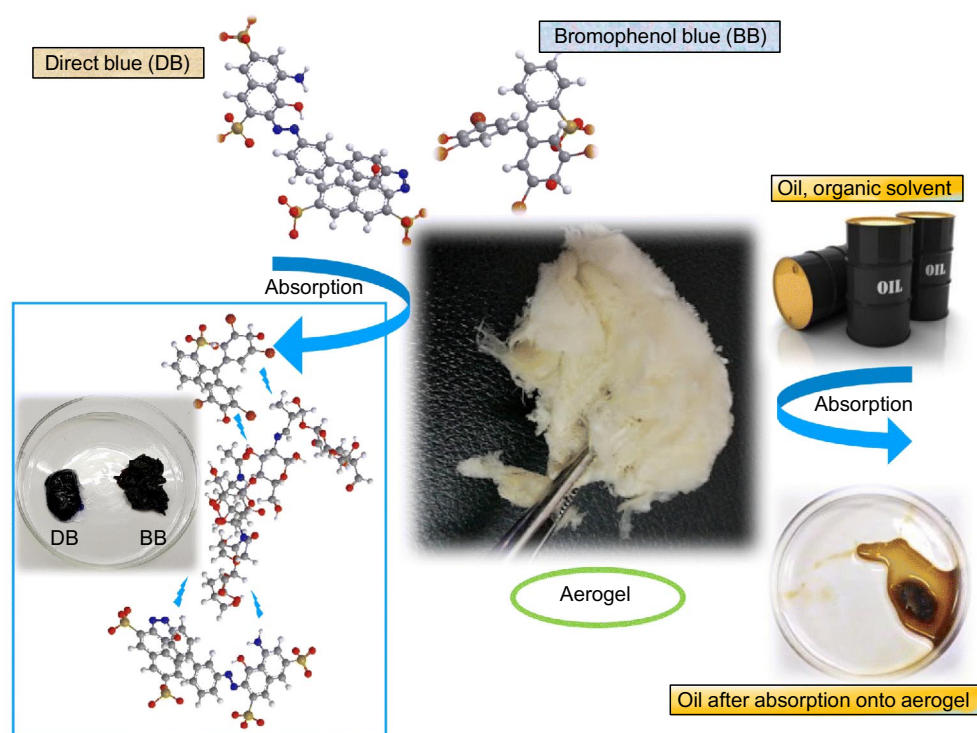 Direct blue (DB)
Bromophenol blue (BB)
Oil, organic solvent
OIL
OIL
Absorption
Absorption
DB
BB
Aerogel
Oil after absorption onto aerogel